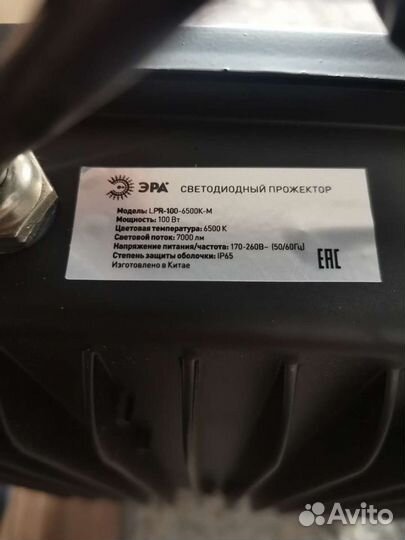 ЭРА СВЕТОДИОДНЫЙ ПРОЖЕКТОР
Модель: LPR-100-6500K-M
Мощность: 100 Вт
Цветовая температура: 6500 К
Световой поток: 7000 лм
Напряжение питания/частота: 170-260В~ (50/60Гц)
Степень защиты оболочки: IP65
Изготовлено в Китае
EAC
Avito